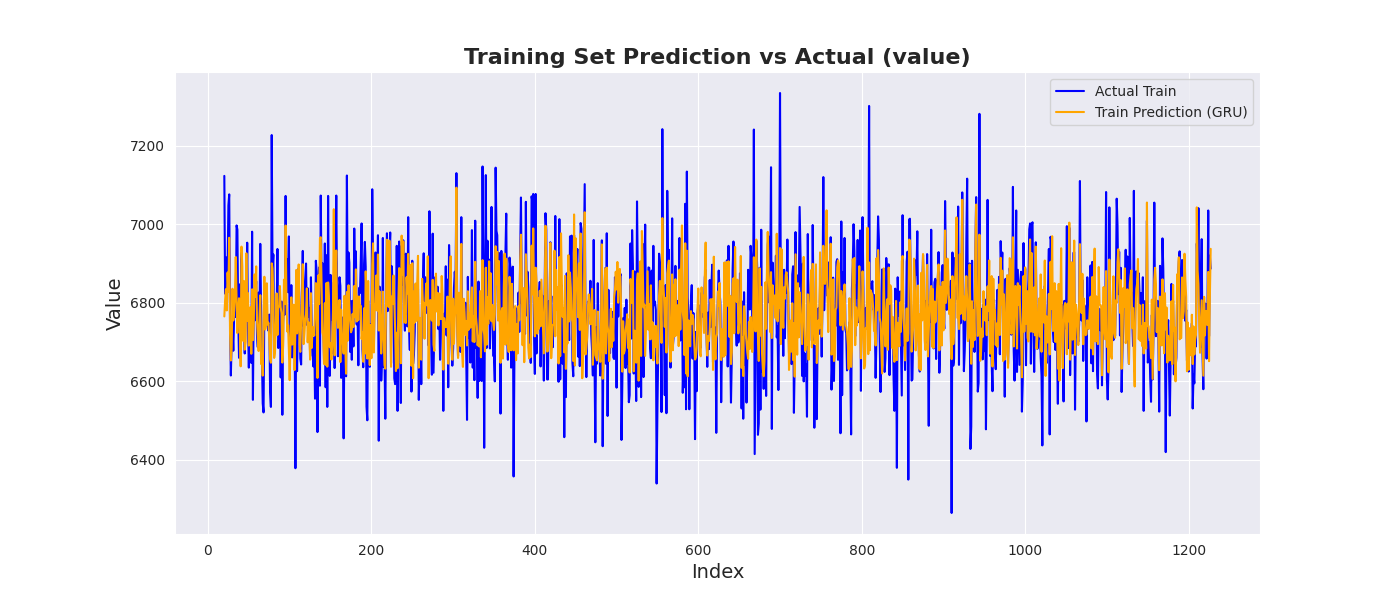 Training Set Prediction vs Actual (value)
Actual Train
Train Prediction (GRU)
Value
7200
7000
6800
6600
6400
0 200 400 600 800 1000 1200
Index